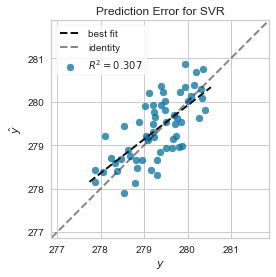 Prediction Error for SVR
best fit
identity
R² = 0.307
281
280
279
278
277
ŷ
277
278
279
280
281
y